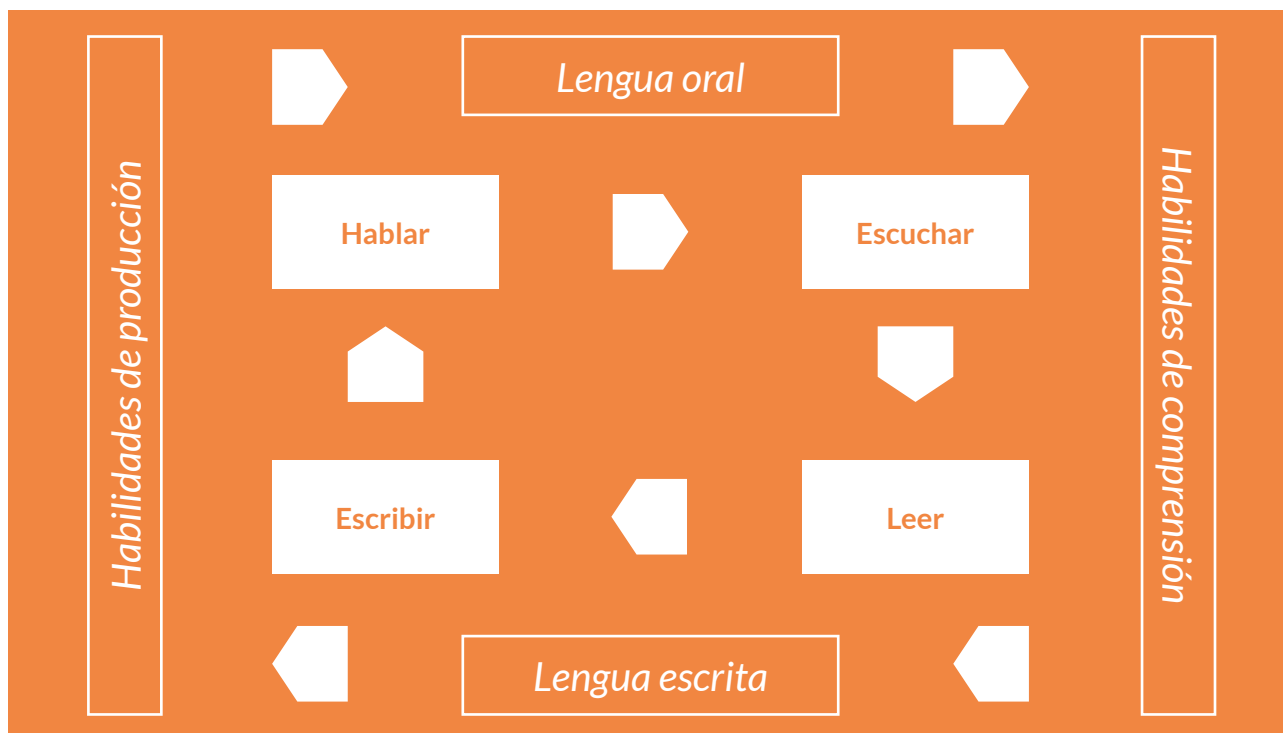 Lengua oral
Habilidades de producción
Hablar
Escuchar
Habilidades de comprensión
Escribir
Leer
Lengua escrita